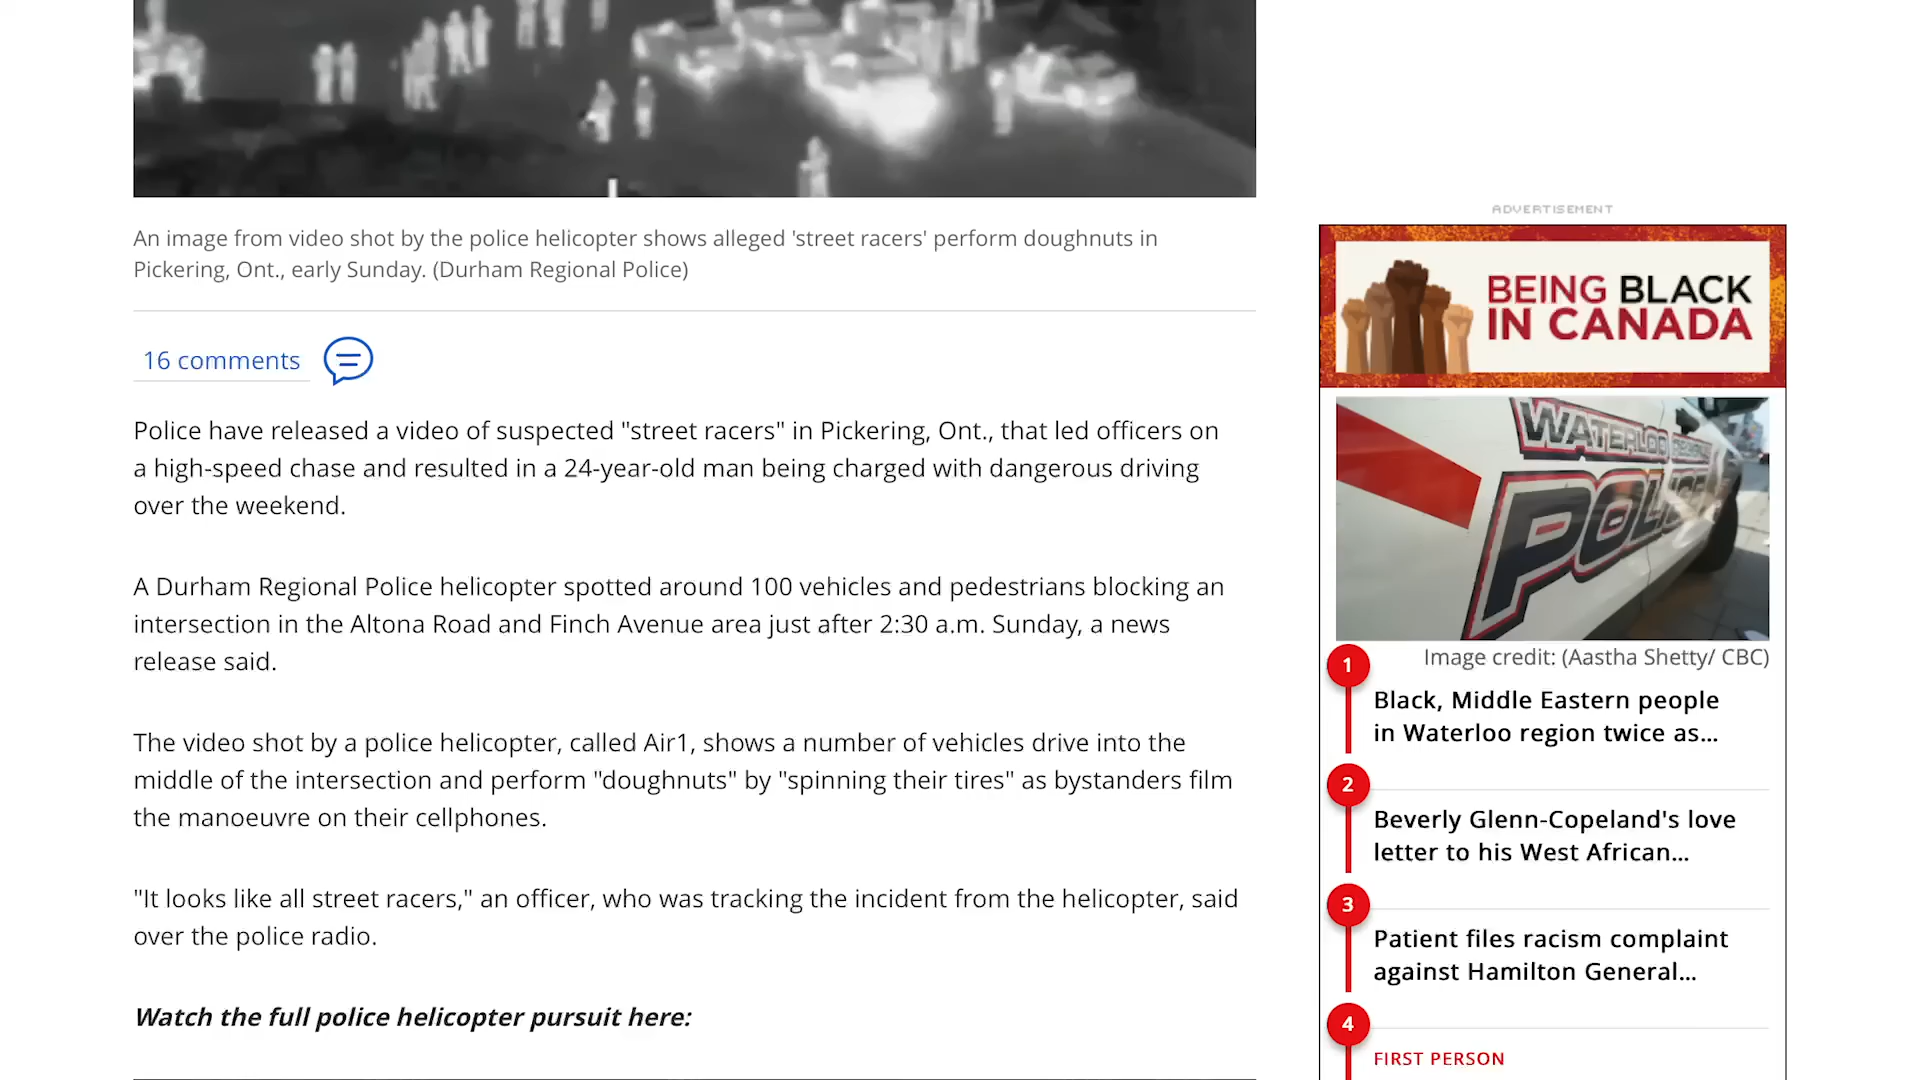 An image from video shot by the police helicopter shows alleged 'street racers' perform doughnuts in
Pickering, Ont., early Sunday. (Durham Regional Police)
16 comments
Police have released a video of suspected "street racers" in Pickering, Ont., that led officers on
a high-speed chase and resulted in a 24-year-old man being charged with dangerous driving
over the weekend.
A Durham Regional Police helicopter spotted around 100 vehicles and pedestrians blocking an
intersection in the Altona Road and Finch Avenue area just after 2:30 a.m. Sunday, a news
release said.
The video shot by a police helicopter, called Air1, shows a number of vehicles drive into the
middle of the intersection and perform "doughnuts" by "spinning their tires" as bystanders film
the manoeuvre on their cellphones.
"It looks like all street racers," an officer, who was tracking the incident from the helicopter, said
over the police radio.
Watch the full police helicopter pursuit here:
ADVERTISEMENT
BEING BLACK
IN CANADA
WATERLOO
POLICE
Image credit: (Aastha Shetty/ CBC)
1
Black, Middle Eastern people
in Waterloo region twice as...
2
Beverly Glenn-Copeland's love
letter to his West African...
3
Patient files racism complaint
against Hamilton General...
4
FIRST PERSON